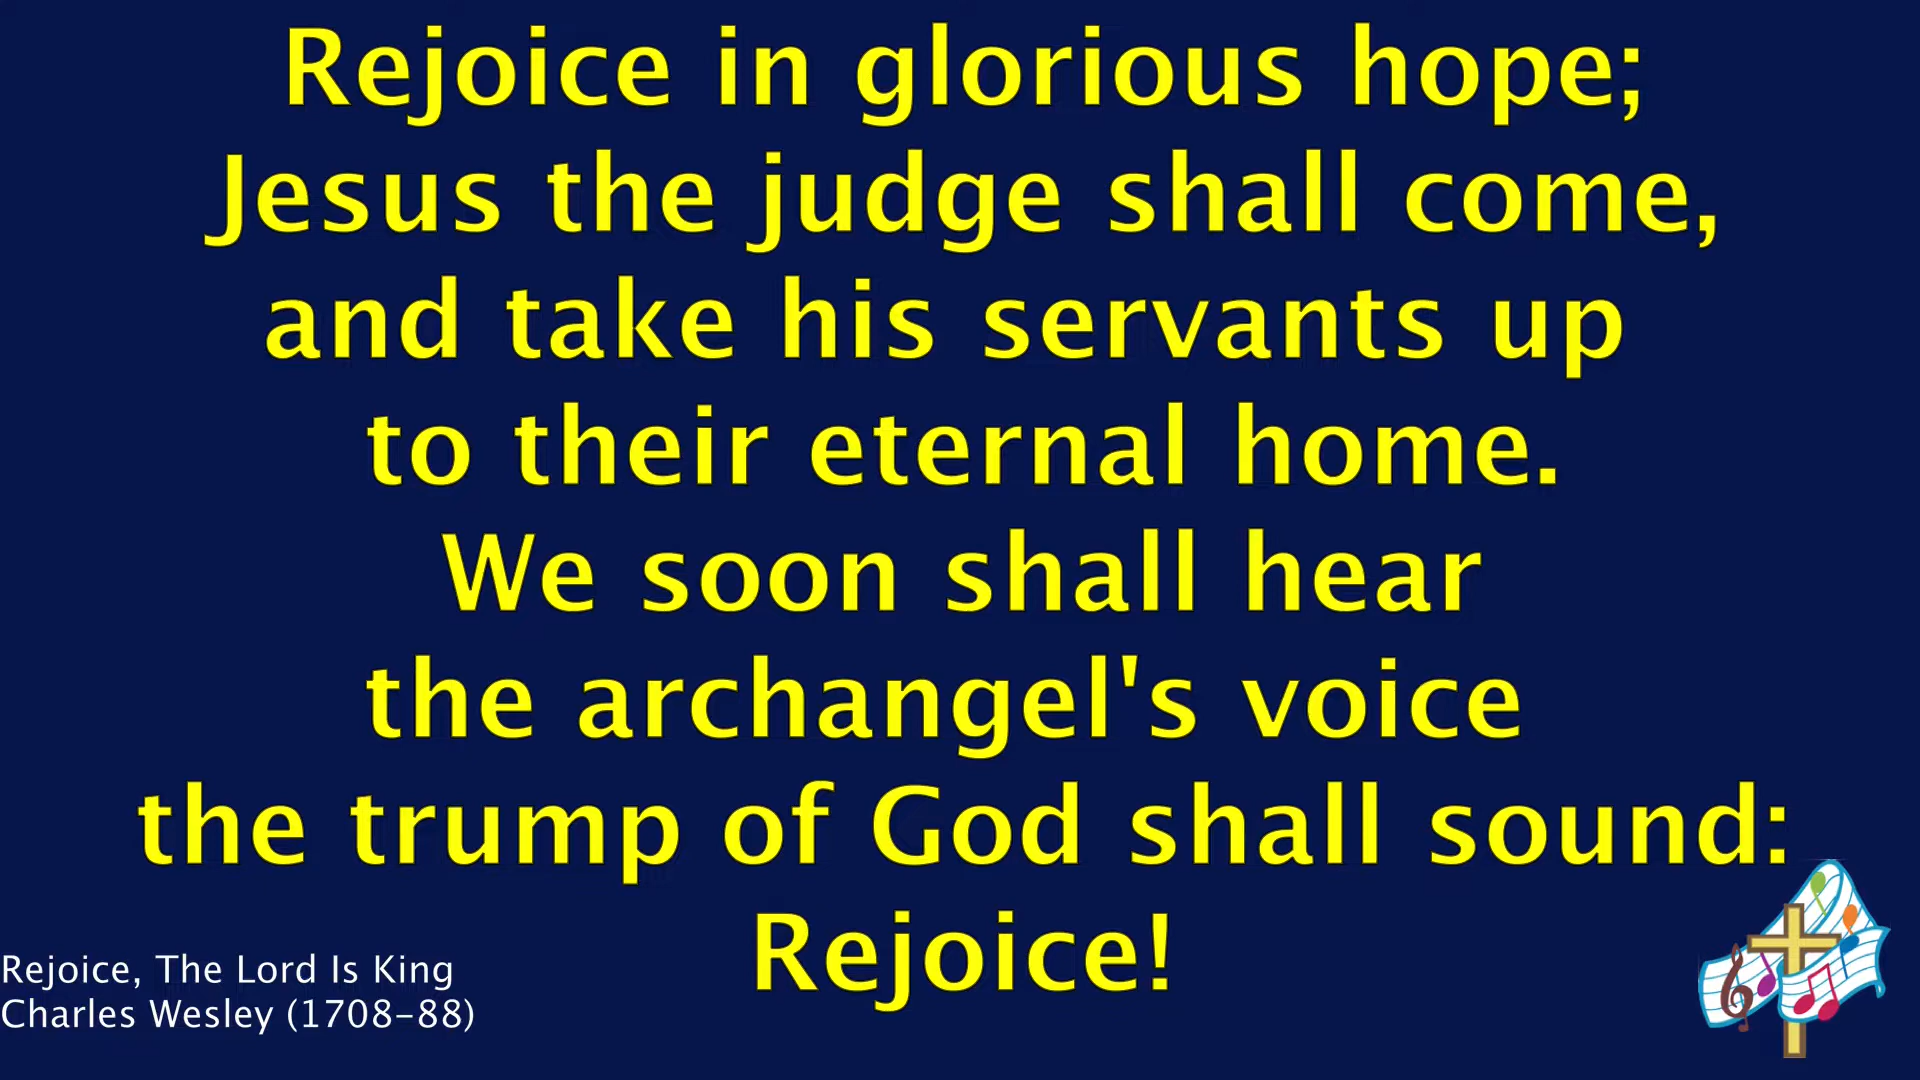 Rejoice in glorious hope;
Jesus the judge shall come,
and take his servants up
to their eternal home.
We soon shall hear
the archangel's voice
the trump of God shall sound:
Rejoice!
Rejoice, The Lord Is King
Charles Wesley (1708-88)